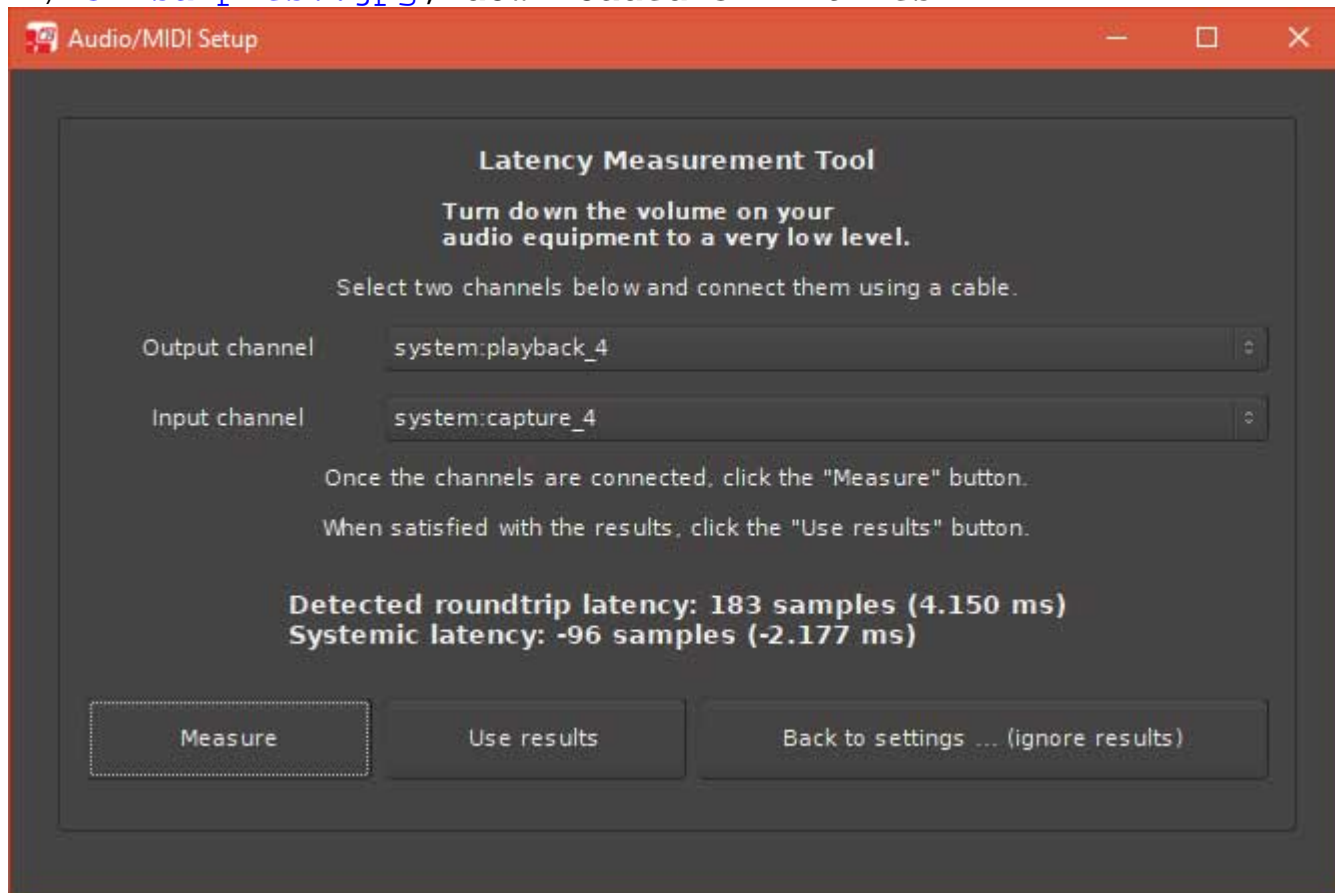 Audio/MIDI Setup
Latency Measurement Tool
Turn down the volume on your
audio equipment to a very low level.
Select two channels below and connect them using a cable.
Output channel system:playback_4
Input channel system:capture_4
Once the channels are connected, click the "Measure" button.
When satisfied with the results, click the "Use results" button.
Detected roundtrip latency: 183 samples (4.150 ms)
Systemic latency: -96 samples (-2.177 ms)
Measure Use results Back to settings ... (ignore results)